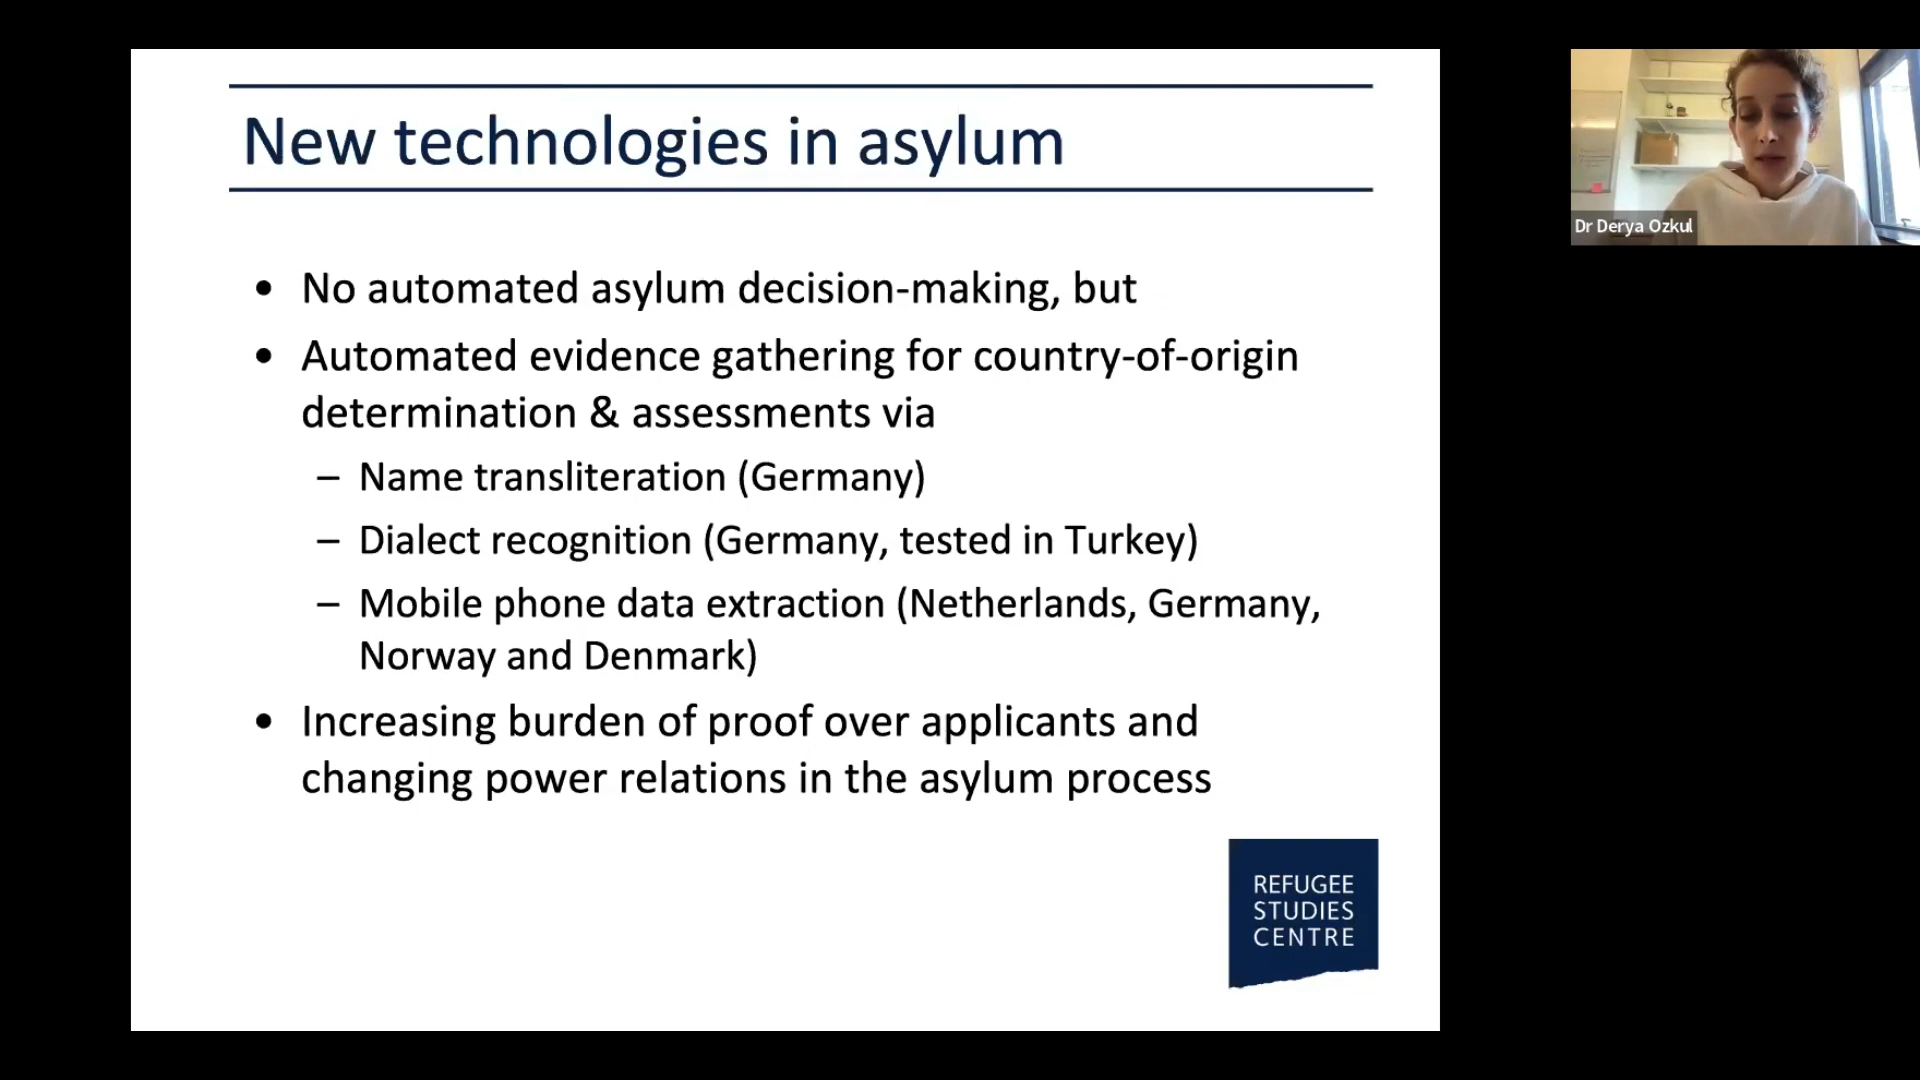 New technologies in asylum
• No automated asylum decision-making, but
• Automated evidence gathering for country-of-origin
determination & assessments via
– Name transliteration (Germany)
– Dialect recognition (Germany, tested in Turkey)
– Mobile phone data extraction (Netherlands, Germany,
Norway and Denmark)
• Increasing burden of proof over applicants and
changing power relations in the asylum process
REFUGEE
STUDIES
CENTRE
Dr Derya Ozkul